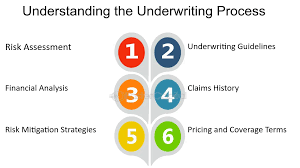 Understanding the Underwriting Process
Risk Assessment
1
2
Underwriting Guidelines
Financial Analysis
3
4
Claims History
Risk Mitigation Strategies
5
6
Pricing and Coverage Terms